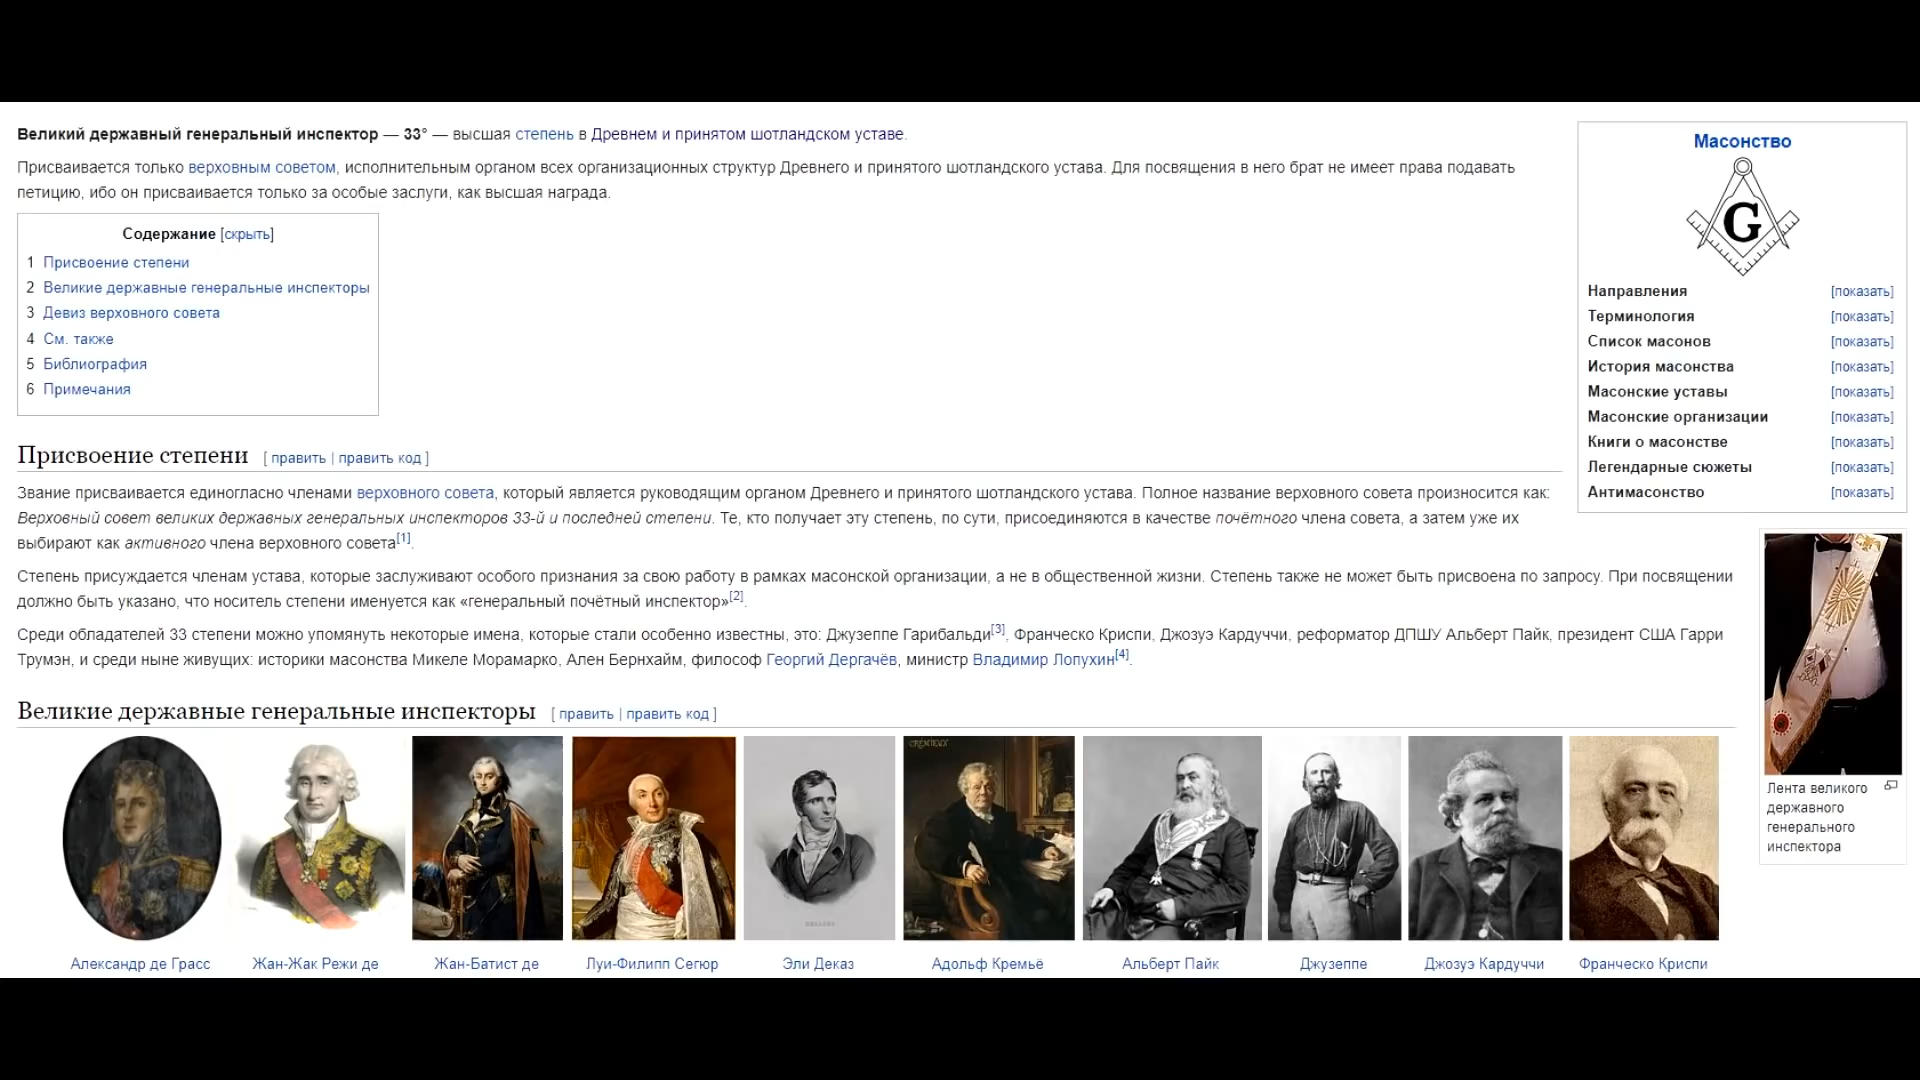 Великий державный генеральный инспектор — 33° — высшая степень в Древнем и принятом шотландском уставе.
Присваивается только верховным советом, исполнительным органом всех организационных структур Древнего и принятого шотландского устава. Для посвящения в него брат не имеет права подавать
петицию, ибо он присваивается только за особые заслуги, как высшая награда.
Содержание [скрыть]
1 Присвоение степени
2 Великие державные генеральные инспекторы
3 Девиз верховного совета
4 См. также
5 Библиография
6 Примечания
Масонство
G
Направления [показать]
Терминология [показать]
Список масонов [показать]
История масонства [показать]
Масонские уставы [показать]
Масонские организации [показать]
Книги о масонстве [показать]
Легендарные сюжеты [показать]
Антимасонство [показать]
Присвоение степени [ править | править код ]
Звание присваивается единогласно членами верховного совета, который является руководящим органом Древнего и принятого шотландского устава. Полное название верховного совета произносится как:
Верховный совет великих державных генеральных инспекторов 33-й и последней степени. Те, кто получает эту степень, по сути, присоединяются в качестве почётного члена совета, а затем уже их
выбирают как активного члена верховного совета[1].
Степень присуждается членам устава, которые заслуживают особого признания за свою работу в рамках масонской организации, а не в общественной жизни. Степень также не может быть присвоена по запросу. При посвящении
должно быть указано, что носитель степени именуется как «генеральный почётный инспектор»[2].
Среди обладателей 33 степени можно упомянуть некоторые имена, которые стали особенно известны, это: Джузеппе Гарибальди[3], Франческо Криспи, Джозуэ Кардуччи, реформатор ДПШУ Альберт Пайк, президент США Гарри
Трумэн, и среди ныне живущих: историки масонства Микеле Морамарко, Ален Бернхайм, философ Георгий Дергачёв, министр Владимир Лопухин[4].
Лента великого
державного
генерального
инспектора
Великие державные генеральные инспекторы [ править | править код ]
Александр де Грасс
Жан-Жак Режи де
Жан-Батист де
Луи-Филипп Сегюр
Эли Деказ
Адольф Кремьё
Альберт Пайк
Джузеппе
Джозуэ Кардуччи
Франческо Криспи